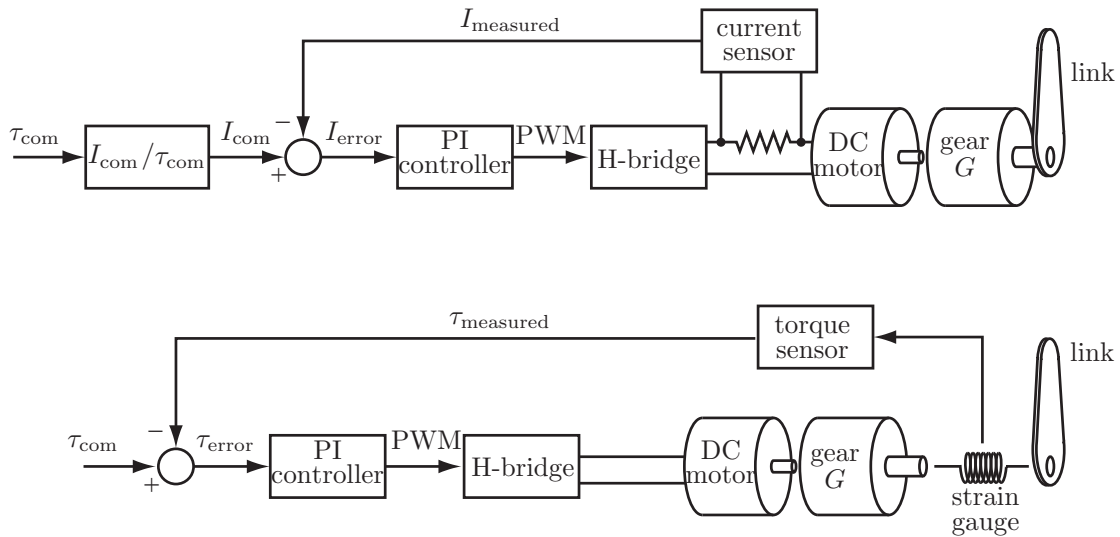 I_measured
current
sensor
link
τ_com
I_com/τ_com
I_com
−
+
I_error
PI
controller
PWM
H-bridge
DC
motor
gear
G
τ_measured
torque
sensor
link
τ_com
−
+
τ_error
PI
controller
PWM
H-bridge
DC
motor
gear
G
strain
gauge